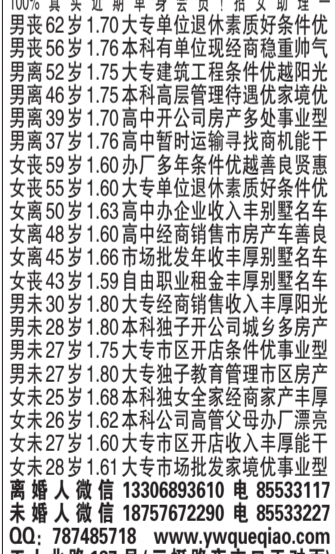 100% 真实近期单身会员！招女助理一
男丧62岁1.70大专单位退休素质好条件优
男丧56岁1.76本科有单位现经商稳重帅气
男离52岁1.75大专建筑工程条件优越阳光
男离46岁1.75本科高层管理待遇优家境优
男离39岁1.70高中开公司房产多处事业型
男离37岁1.76高中暂时运输寻找商机能干
女丧59岁1.60办厂多年条件优越善良贤惠
女丧55岁1.60大专单位退休素质好条件优
女离50岁1.63高中办企业收入丰别墅名车
女离48岁1.60高中经商销售市房产车善良
女离45岁1.66市场批发年收丰厚别墅名车
女丧43岁1.59自由职业租金丰厚别墅名车
男未30岁1.80大专经商销售收入丰厚阳光
男未28岁1.80本科独子开公司城乡多房产
男未27岁1.75大专市区开店条件优事业型
男未27岁1.80大专独子教育管理市区房产
女未25岁1.68本科独女全家经商家产丰厚
女未26岁1.62本科公司高管父母办厂漂亮
女未27岁1.60大专市区开店收入丰厚能干
女未28岁1.61大专市场批发家境优事业型
离婚人微信 13306893610 电 85533117
未婚人微信 18757672290 电 85533227
QQ: 787485718 www.ywqueqiao.com